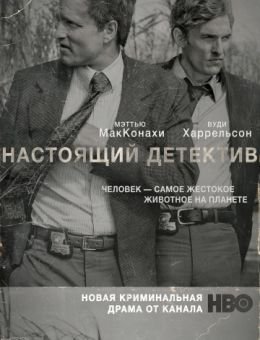 МЭТТЬЮ
МакКОНАХИ
ВУДИ
Харрельсон
НАСТОЯЩИЙ ДЕТЕКТИВ
ЧЕЛОВЕК — САМОЕ ЖЕСТОКОЕ
ЖИВОТНОЕ НА ПЛАНЕТЕ
НОВАЯ КРИМИНАЛЬНАЯ
ДРАМА ОТ КАНАЛА HBO